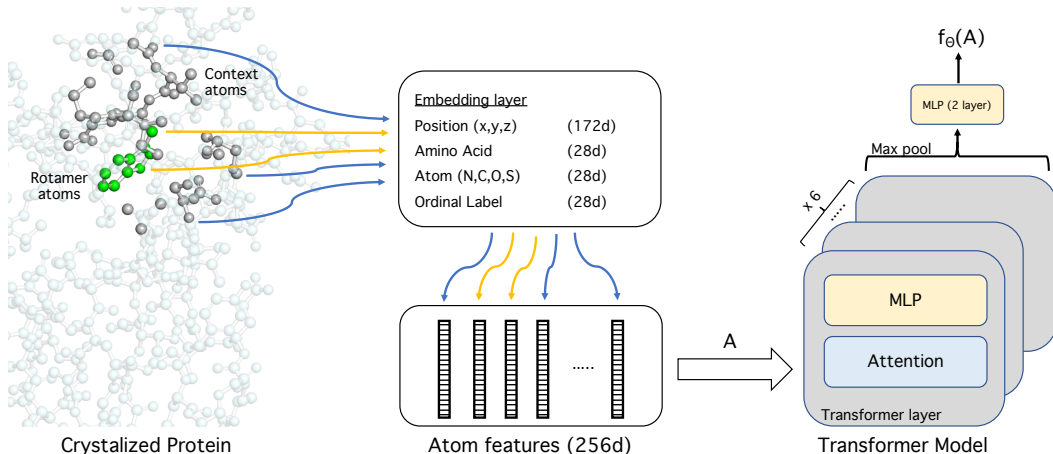 Context
atoms
Rotamer
atoms
Crystalized Protein
Embedding layer
Position (x,y,z) (172d)
Amino Acid (28d)
Atom (N,C,O,S) (28d)
Ordinal Label (28d)
.....
Atom features (256d)
A
f_Θ(A)
MLP (2 layer)
Max pool
x 6
.....
MLP
Attention
Transformer layer
Transformer Model